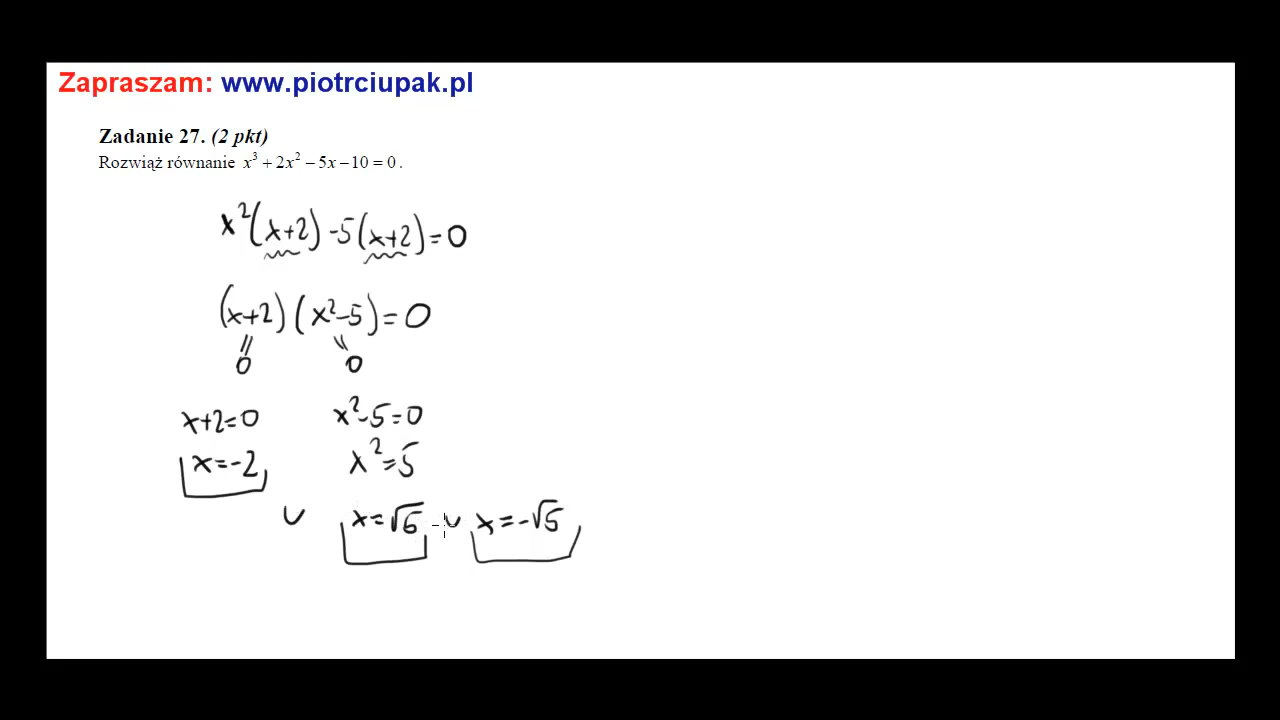 Zapraszam: www.piotrciupak.pl
Zadanie 27. (2 pkt)
Rozwiąż równanie x³ + 2x² − 5x − 10 = 0 .
x²(x+2) -5(x+2) = 0
(x+2)(x²-5) = 0
= =
0 0
x+2=0 x²-5=0
x=-2 x²=5
∨ x=√5 ∨ x=-√5